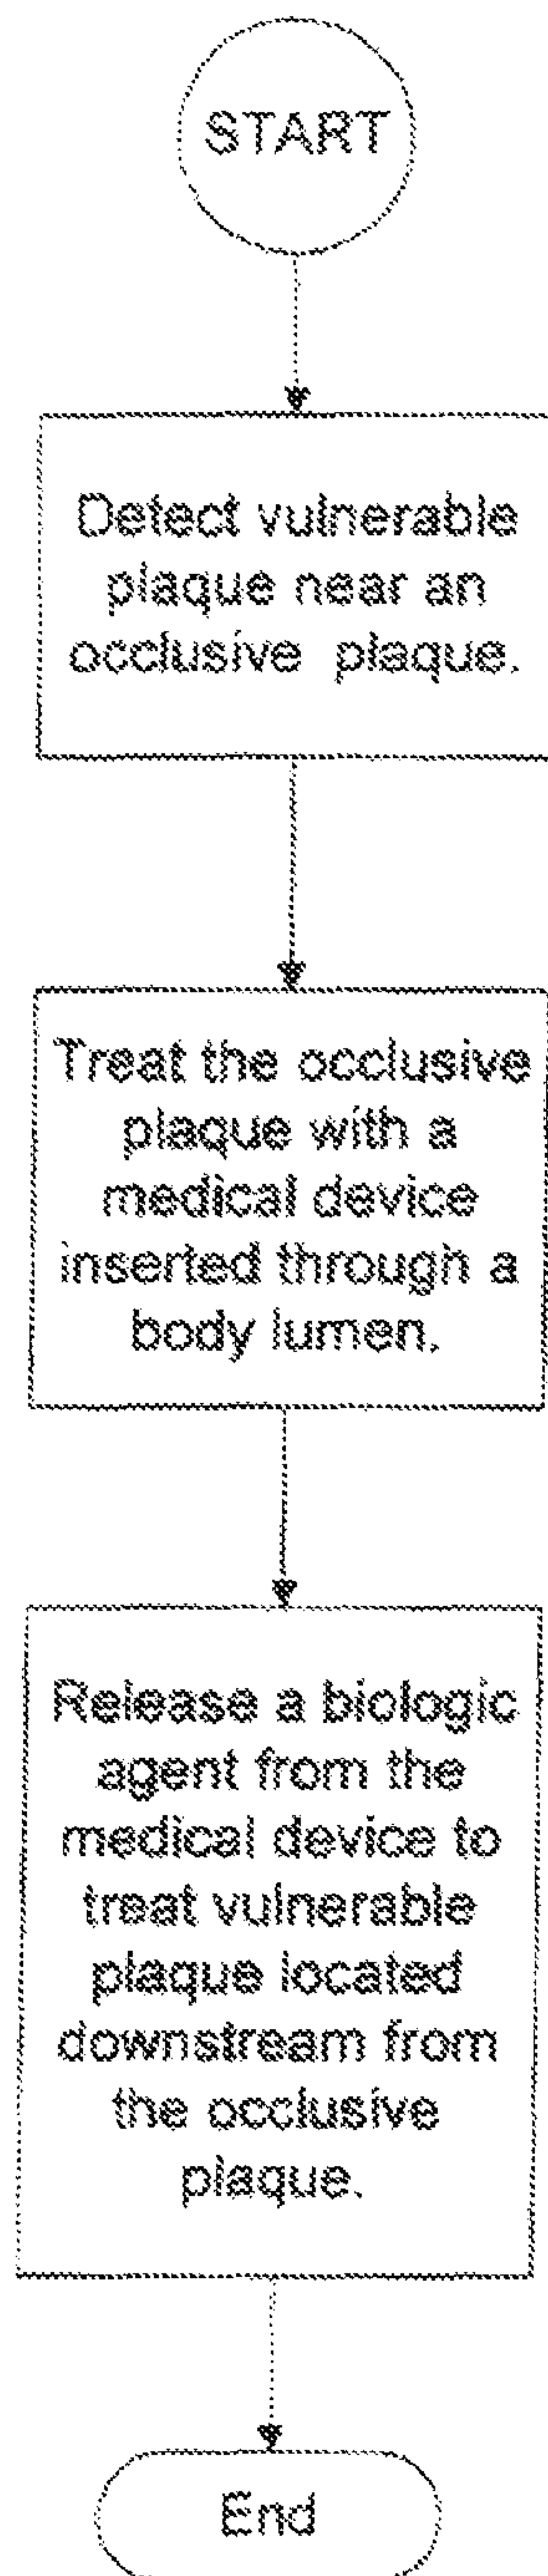 START
Detect vulnerable
plaque near an
occlusive plaque.
Treat the occlusive
plaque with a
medical device
inserted through a
body lumen.
Release a biologic
agent from the
medical device to
treat vulnerable
plaque located
downstream from
the occlusive
plaque.
End